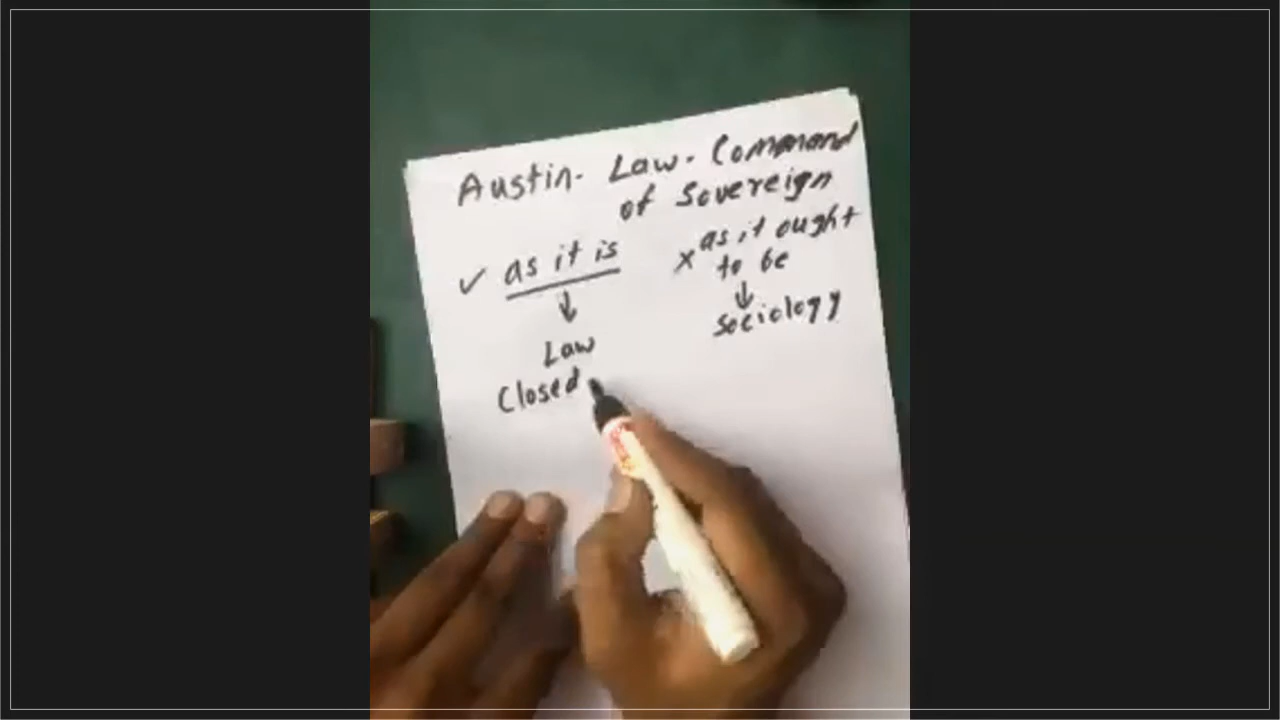 Austin- Law- Command
of Sovereign
✓ as it is
↓
Law
Closed
x as it ought
to be
↓
Sociology